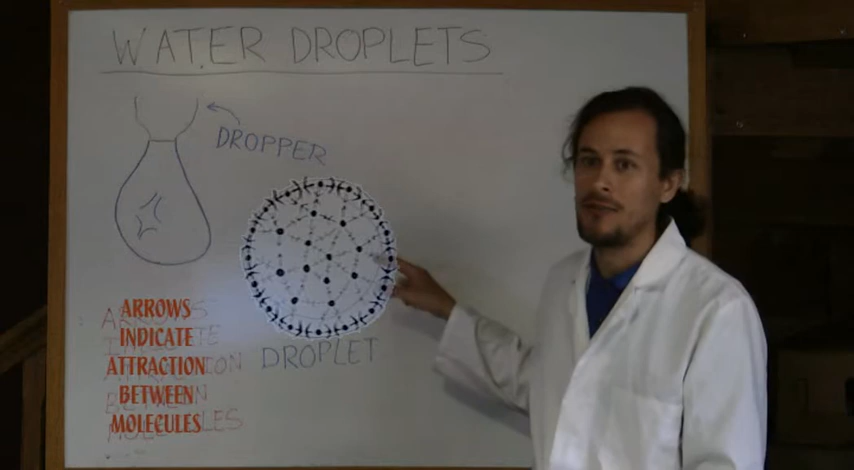 WATER DROPLETS
DROPPER
DROPLET
ARROWS
INDICATE
ATTRACTION
BETWEEN
MOLECULES